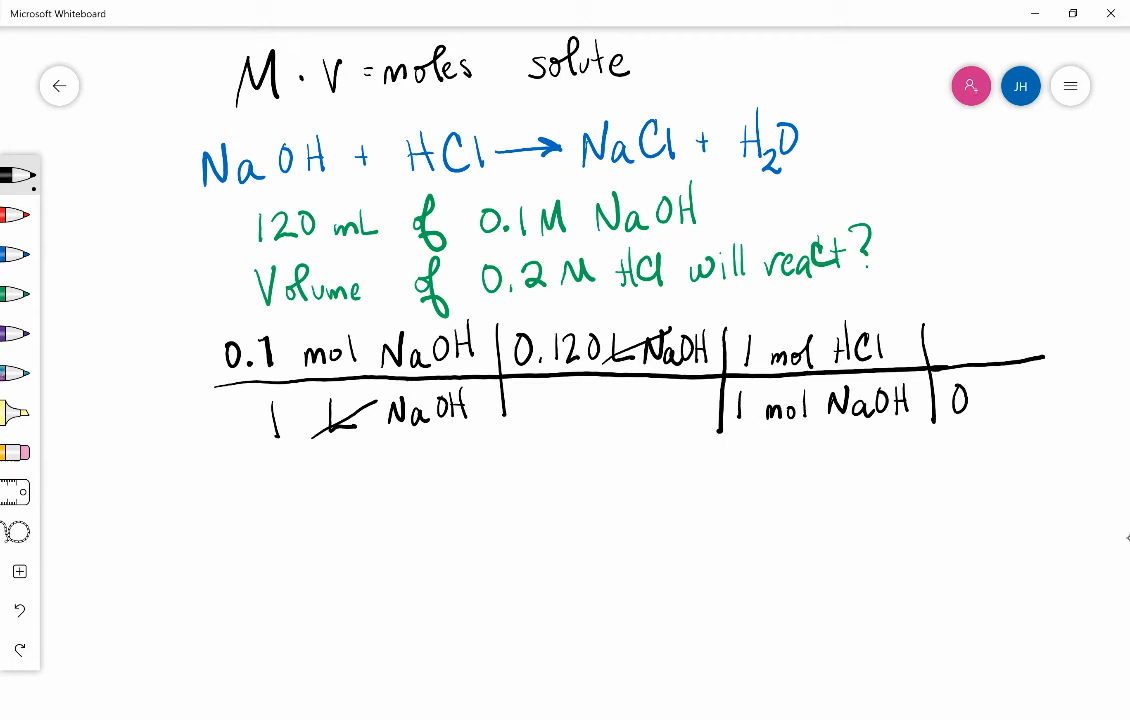 Microsoft Whiteboard
M · V = moles solute
JH
NaOH + HCl → NaCl + H₂O
120 mL of 0.1 M NaOH
Volume of 0.2 M HCl will react?
0.1 mol NaOH | 0.120 L NaOH | 1 mol HCl |
1 L NaOH | | 1 mol NaOH | 0